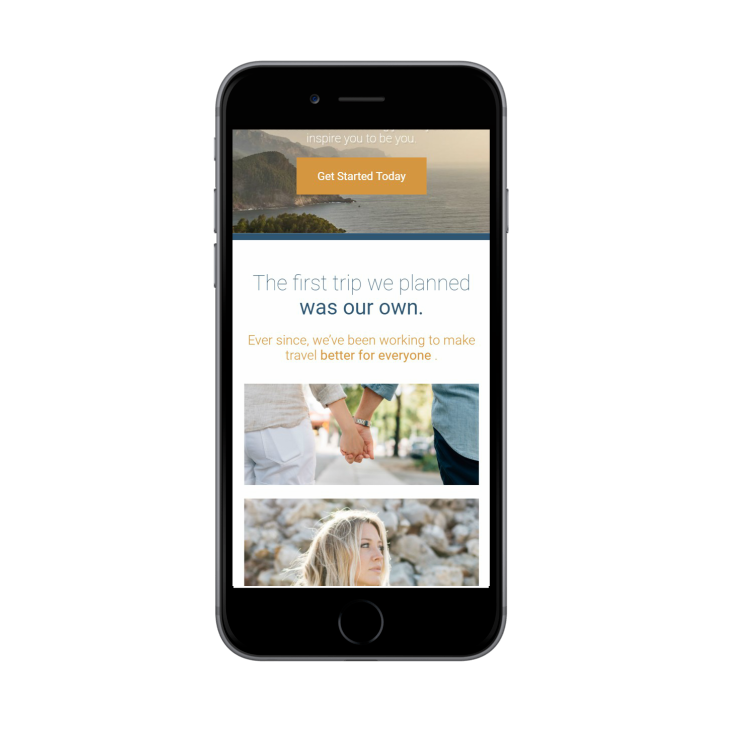 inspire you to be you.
Get Started Today
The first trip we planned
was our own.
Ever since, we've been working to make
travel better for everyone .